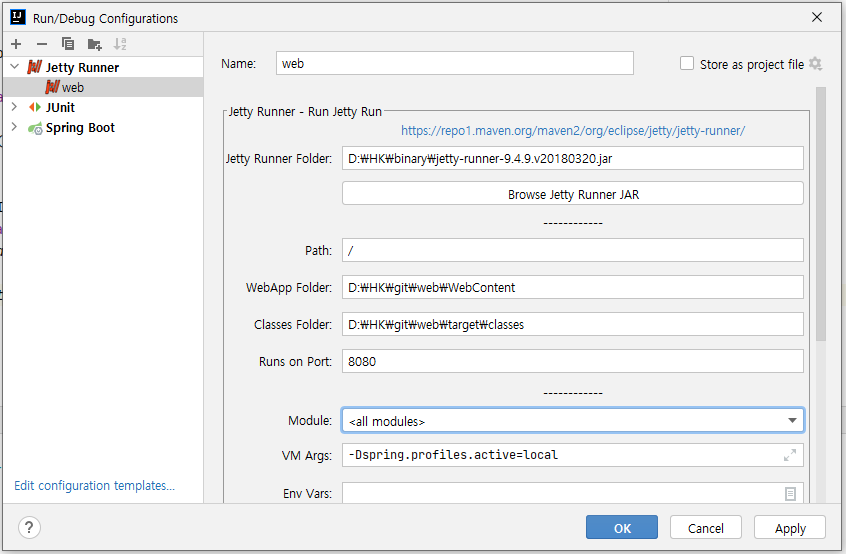 Run/Debug Configurations
Jetty Runner
web
JUnit
Spring Boot
Edit configuration templates...
Name: web
Store as project file
Jetty Runner - Run Jetty Run
https://repo1.maven.org/maven2/org/eclipse/jetty/jetty-runner/
Jetty Runner Folder: D:₩HK₩binary₩jetty-runner-9.4.9.v20180320.jar
Browse Jetty Runner JAR
------------
Path: /
WebApp Folder: D:₩HK₩git₩web₩WebContent
Classes Folder: D:₩HK₩git₩web₩target₩classes
Runs on Port: 8080
------------
Module: <all modules>
VM Args: -Dspring.profiles.active=local
Env Vars:
?
OK Cancel Apply